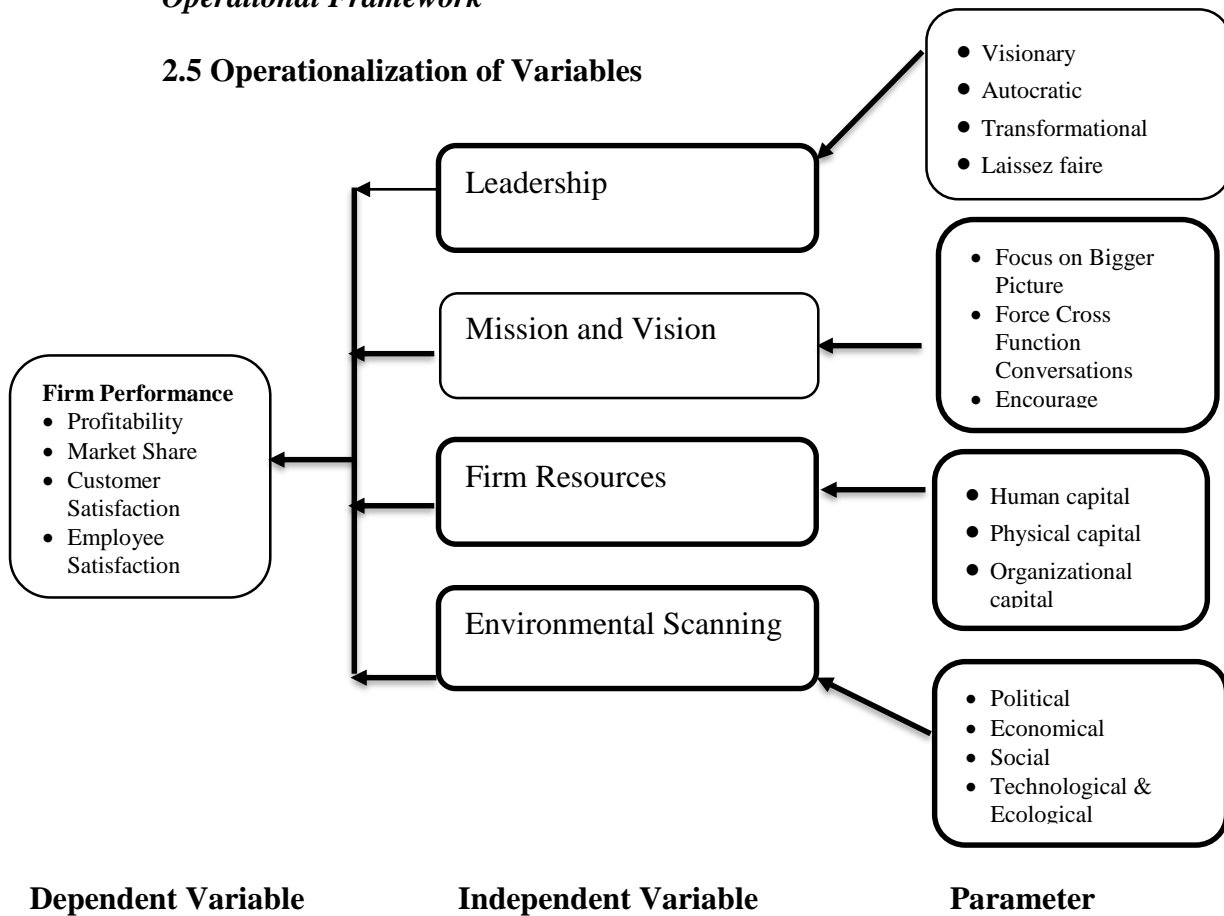 Operational Framework
2.5 Operationalization of Variables
• Visionary
• Autocratic
• Transformational
• Laissez faire
Leadership
• Focus on Bigger
Picture
• Force Cross
Function
Conversations
• Encourage
Mission and Vision
Firm Performance
• Profitability
• Market Share
• Customer
Satisfaction
• Employee
Satisfaction
Firm Resources
• Human capital
• Physical capital
• Organizational
capital
Environmental Scanning
• Political
• Economical
• Social
• Technological &
Ecological
Dependent Variable
Independent Variable
Parameter